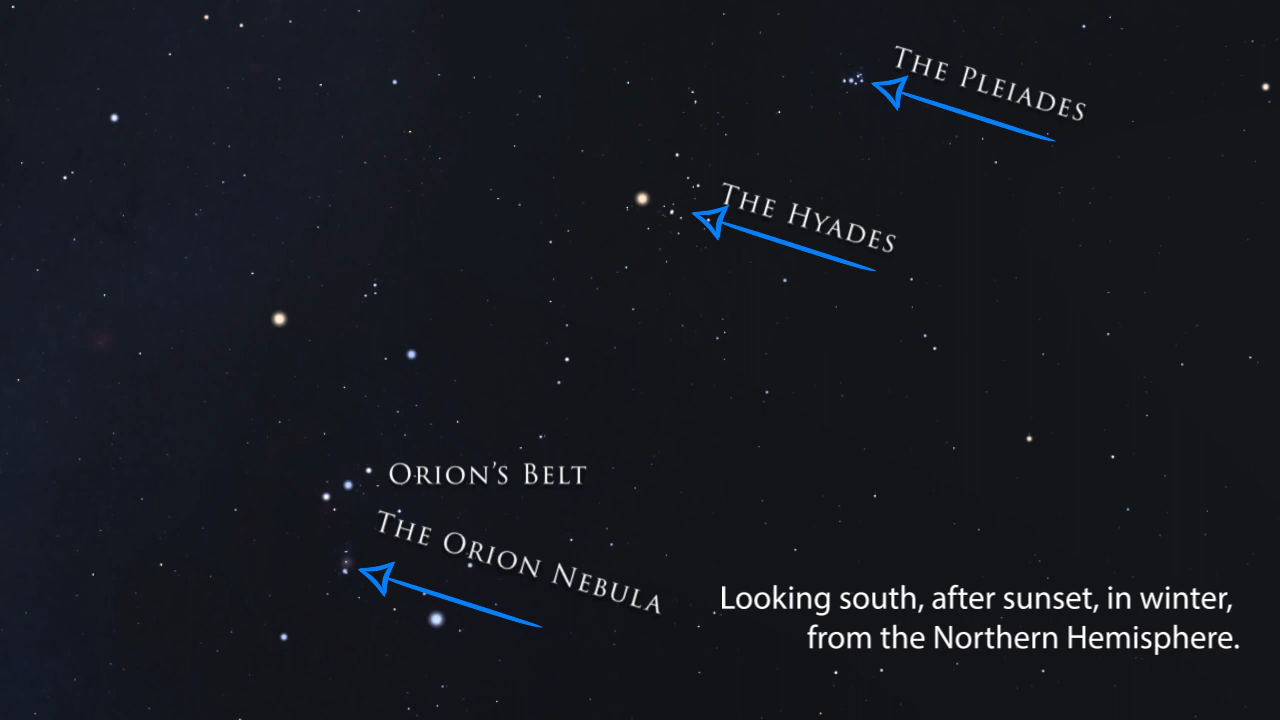 The Pleiades
The Hyades
Orion's Belt
The Orion Nebula
Looking south, after sunset, in winter,
from the Northern Hemisphere.